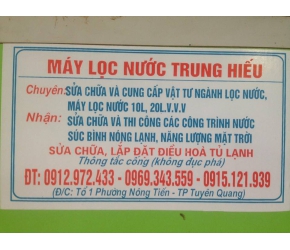 MÁY LỌC NƯỚC TRUNG HIẾU
Chuyên: SỬA CHỮA VÀ CUNG CẤP VẬT TƯ NGÀNH LỌC NƯỚC,
MÁY LỌC NƯỚC 10L, 20L.V.V.V
Nhận: SỬA CHỮA VÀ THI CÔNG CÁC CÔNG TRÌNH NƯỚC
SÚC BÌNH NÓNG LẠNH, NĂNG LƯỢNG MẶT TRỜI
SỬA CHỮA, LẮP ĐẶT ĐIỀU HOÀ TỦ LẠNH
Thông tắc cống (không đục phá)
ĐT: 0912.972.433 - 0969.343.559 - 0915.121.939
(Đ/C: Tổ 1 Phường Nông Tiến - TP Tuyên Quang)